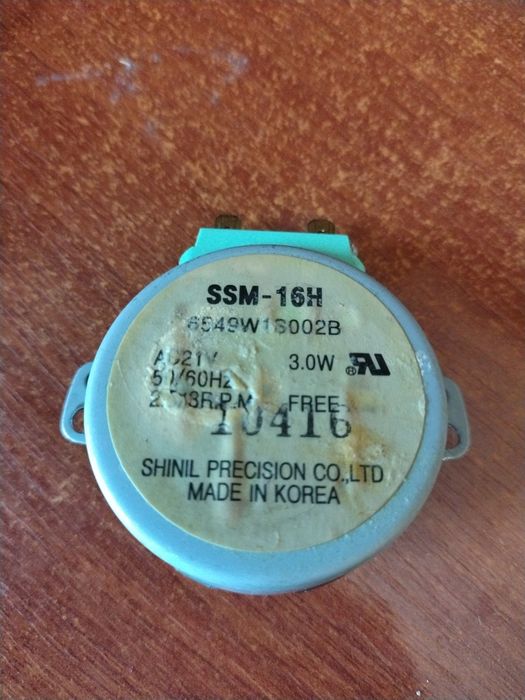 SSM-16H
6549W1S002B
AC21V 3.0W ®
50/60Hz
FREE
10416
SHINIL PRECISION CO.,LTD
MADE IN KOREA